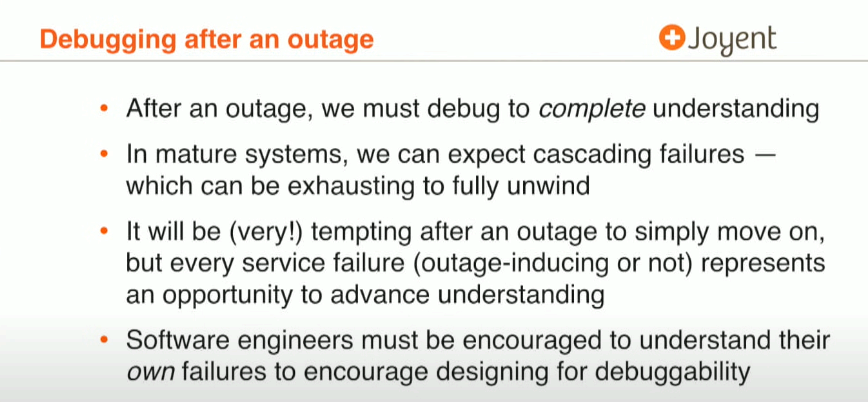 Debugging after an outage
Joyent
• After an outage, we must debug to complete understanding
• In mature systems, we can expect cascading failures —
which can be exhausting to fully unwind
• It will be (very!) tempting after an outage to simply move on,
but every service failure (outage-inducing or not) represents
an opportunity to advance understanding
• Software engineers must be encouraged to understand their
own failures to encourage designing for debuggability